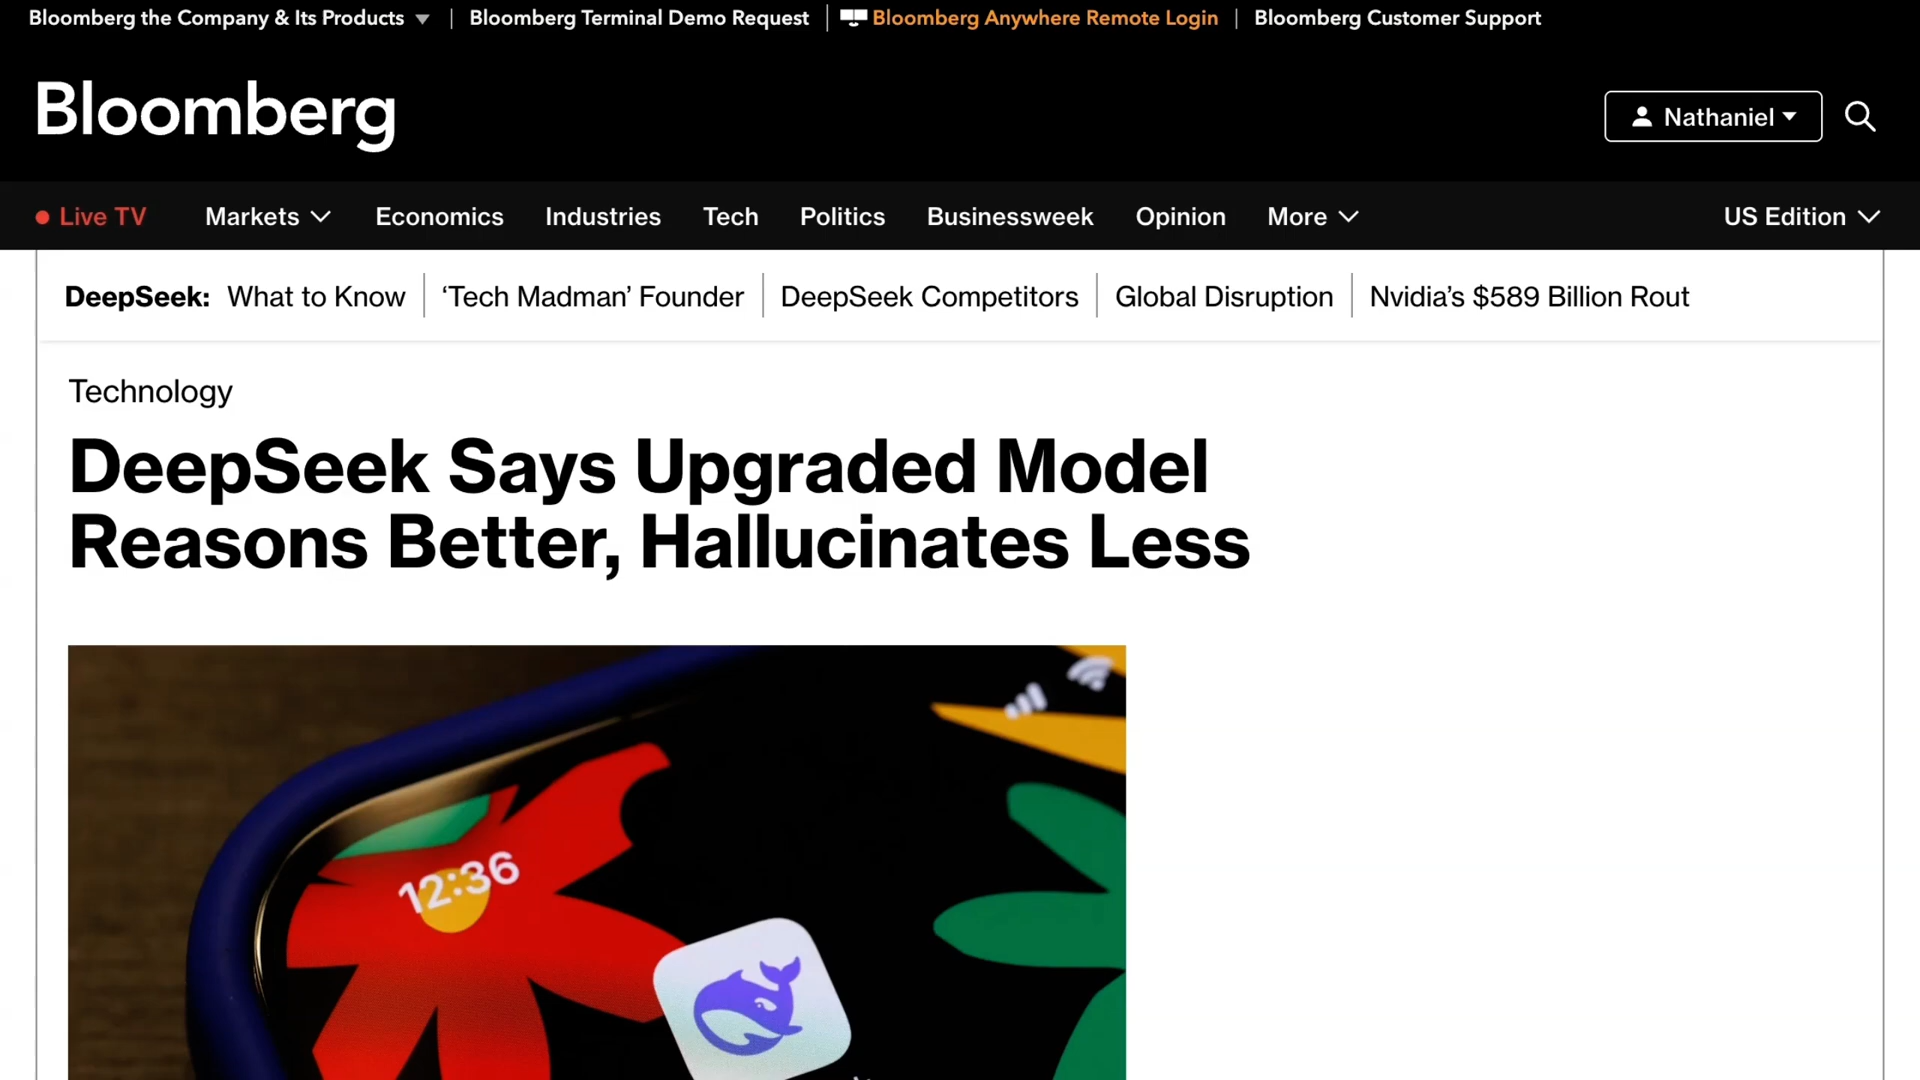 Bloomberg the Company & Its Products
Bloomberg Terminal Demo Request
Bloomberg Anywhere Remote Login
Bloomberg Customer Support
Bloomberg
Nathaniel
Live TV
Markets
Economics
Industries
Tech
Politics
Businessweek
Opinion
More
US Edition
DeepSeek:
What to Know
‘Tech Madman’ Founder
DeepSeek Competitors
Global Disruption
Nvidia’s $589 Billion Rout
Technology
DeepSeek Says Upgraded Model
Reasons Better, Hallucinates Less
12:36